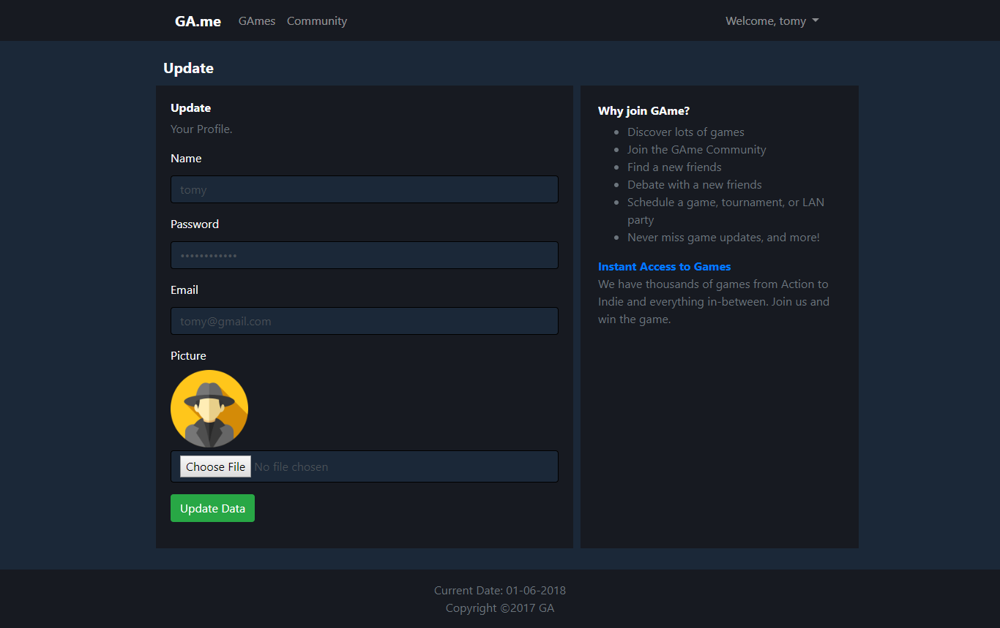 GA.me GAmes Community Welcome, tomy
Update
Update
Your Profile.
Name
tomy
Password
••••••••••••
Email
tomy@gmail.com
Picture
Choose File No file chosen
Update Data
Why join GAme?
• Discover lots of games
• Join the GAme Community
• Find a new friends
• Debate with a new friends
• Schedule a game, tournament, or LAN
party
• Never miss game updates, and more!
Instant Access to Games
We have thousands of games from Action to
Indie and everything in-between. Join us and
win the game.
Current Date: 01-06-2018
Copyright ©2017 GA